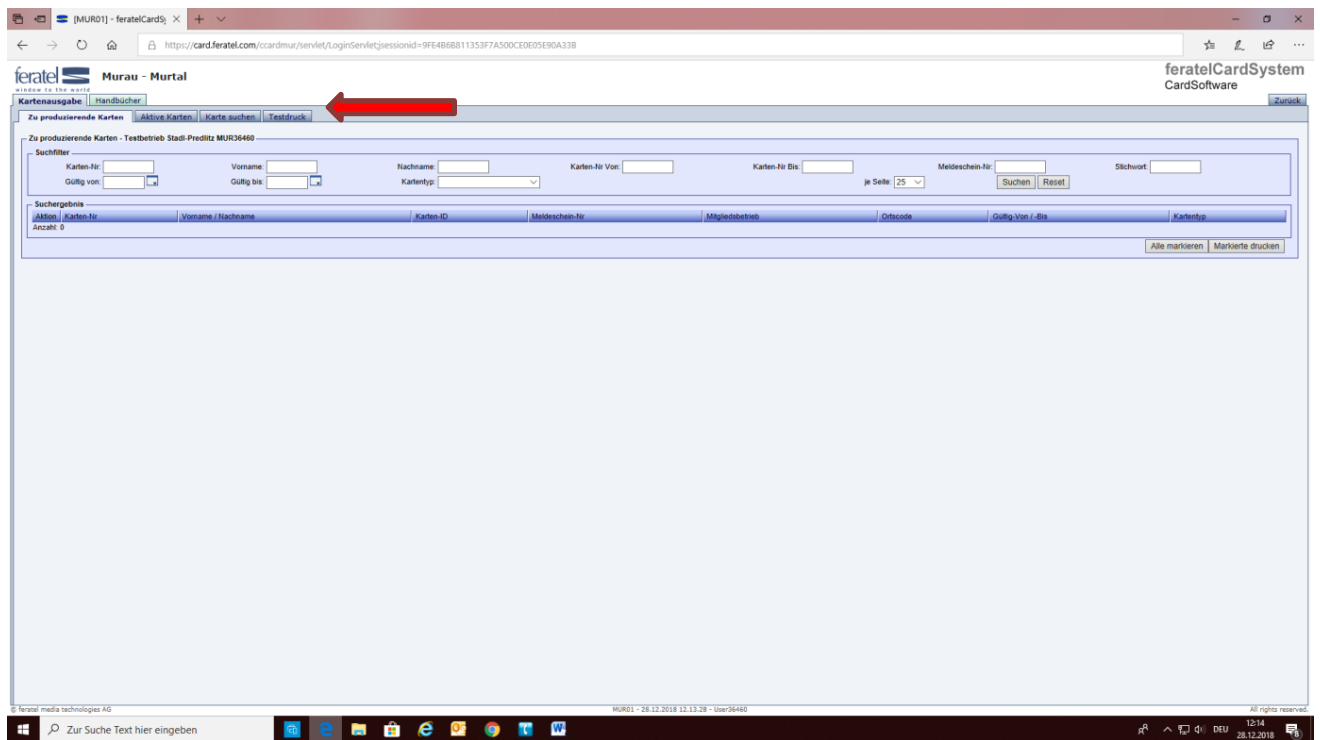 [MUR01] - feratelCardSy
https://card.feratel.com/ccardmur/servlet/LoginServlet;jsessionid=9FE4B6B811353F7A500CE0E05E90A33B
feratel Murau - Murtal feratelCardSystem
window to the world CardSoftware
Kartenausgabe Handbücher Zurück
Zu produzierende Karten Aktive Karten Karte suchen Testdruck
Zu produzierende Karten - Testbetrieb Stadl-Predlitz MUR36460
Suchfilter
Karten-Nr: Vorname: Nachname: Karten-Nr Von: Karten-Nr Bis: Meldeschein-Nr: Stichwort:
Gültig von: Gültig bis: Kartentyp: je Seite: 25 Suchen Reset
Suchergebnis
Aktion Karten-Nr Vorname / Nachname Karten-ID Meldeschein-Nr Mitgliedsbetrieb Ortscode Gültig-Von / -Bis Kartentyp
Anzahl: 0
Alle markieren Markierte drucken
© feratel media technologies AG MUR01 - 28.12.2018 12.13.28 - User36460 All rights reserved.
Zur Suche Text hier eingeben DEU 12:14
28.12.2018